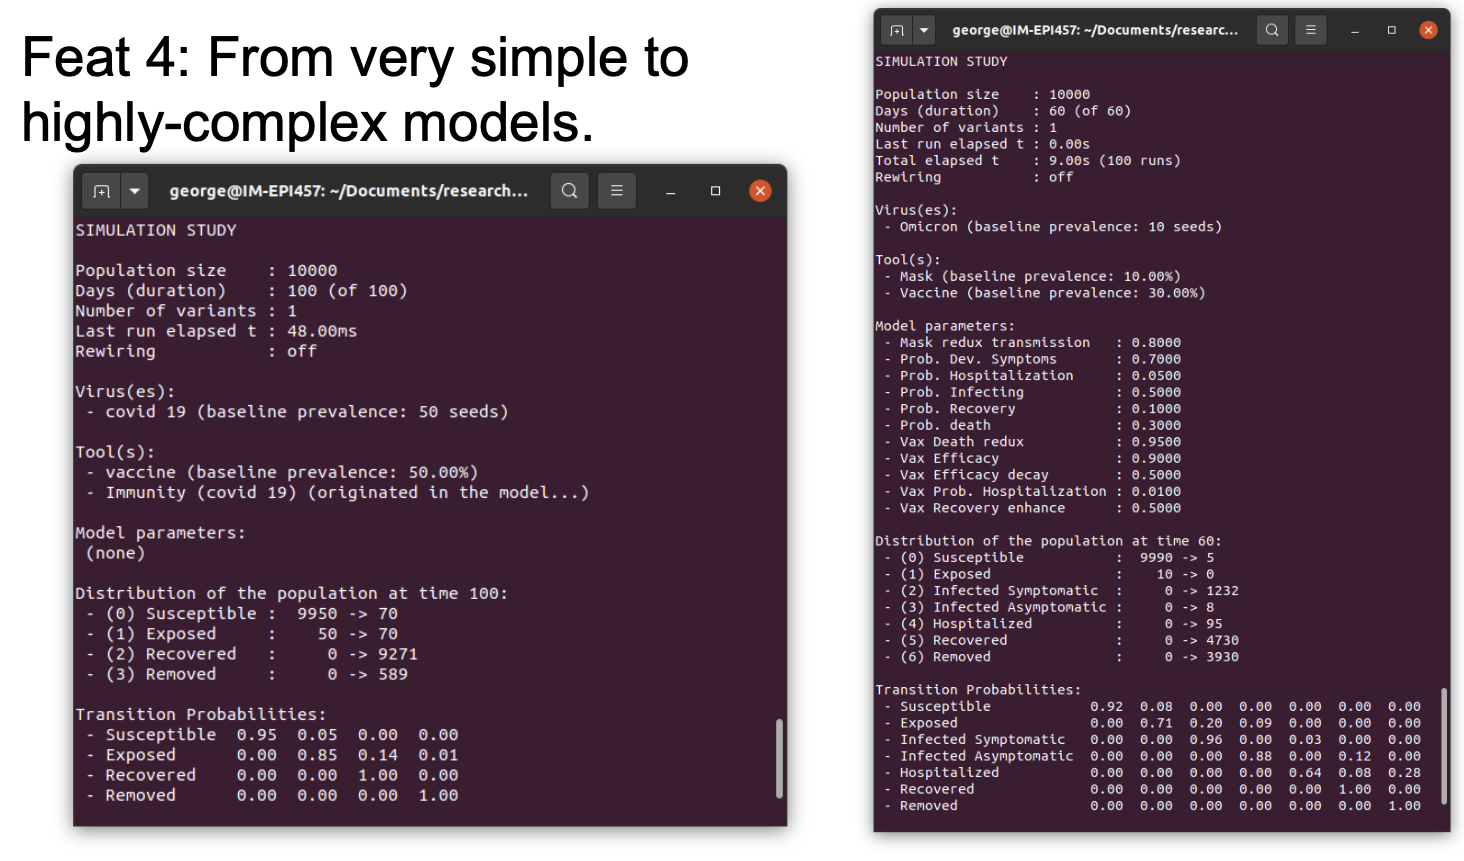 Feat 4: From very simple to
highly-complex models.
george@IM-EPI457: ~/Documents/research...
SIMULATION STUDY
Population size    : 10000
Days (duration)    : 100 (of 100)
Number of variants : 1
Last run elapsed t : 48.00ms
Rewiring           : off
Virus(es):
 - covid 19 (baseline prevalence: 50 seeds)
Tool(s):
 - vaccine (baseline prevalence: 50.00%)
 - Immunity (covid 19) (originated in the model...)
Model parameters:
 (none)
Distribution of the population at time 100:
 - (0) Susceptible :  9950 -> 70
 - (1) Exposed     :    50 -> 70
 - (2) Recovered   :     0 -> 9271
 - (3) Removed     :     0 -> 589
Transition Probabilities:
 - Susceptible  0.95  0.05  0.00  0.00
 - Exposed      0.00  0.85  0.14  0.01
 - Recovered    0.00  0.00  1.00  0.00
 - Removed      0.00  0.00  0.00  1.00
george@IM-EPI457: ~/Documents/researc...
SIMULATION STUDY
Population size    : 10000
Days (duration)    : 60 (of 60)
Number of variants : 1
Last run elapsed t : 0.00s
Total elapsed t    : 9.00s (100 runs)
Rewiring           : off
Virus(es):
 - Omicron (baseline prevalence: 10 seeds)
Tool(s):
 - Mask (baseline prevalence: 10.00%)
 - Vaccine (baseline prevalence: 30.00%)
Model parameters:
 - Mask redux transmission   : 0.8000
 - Prob. Dev. Symptoms       : 0.7000
 - Prob. Hospitalization     : 0.0500
 - Prob. Infecting           : 0.5000
 - Prob. Recovery            : 0.1000
 - Prob. death               : 0.3000
 - Vax Death redux           : 0.9500
 - Vax Efficacy              : 0.9000
 - Vax Efficacy decay        : 0.5000
 - Vax Prob. Hospitalization : 0.0100
 - Vax Recovery enhance      : 0.5000
Distribution of the population at time 60:
 - (0) Susceptible           :  9990 -> 5
 - (1) Exposed               :    10 -> 0
 - (2) Infected Symptomatic  :     0 -> 1232
 - (3) Infected Asymptomatic :     0 -> 8
 - (4) Hospitalized          :     0 -> 95
 - (5) Recovered             :     0 -> 4730
 - (6) Removed               :     0 -> 3930
Transition Probabilities:
 - Susceptible            0.92  0.08  0.00  0.00  0.00  0.00  0.00
 - Exposed                0.00  0.71  0.20  0.09  0.00  0.00  0.00
 - Infected Symptomatic   0.00  0.00  0.96  0.00  0.03  0.00  0.00
 - Infected Asymptomatic  0.00  0.00  0.00  0.88  0.00  0.12  0.00
 - Hospitalized           0.00  0.00  0.00  0.00  0.64  0.08  0.28
 - Recovered              0.00  0.00  0.00  0.00  0.00  1.00  0.00
 - Removed                0.00  0.00  0.00  0.00  0.00  0.00  1.00